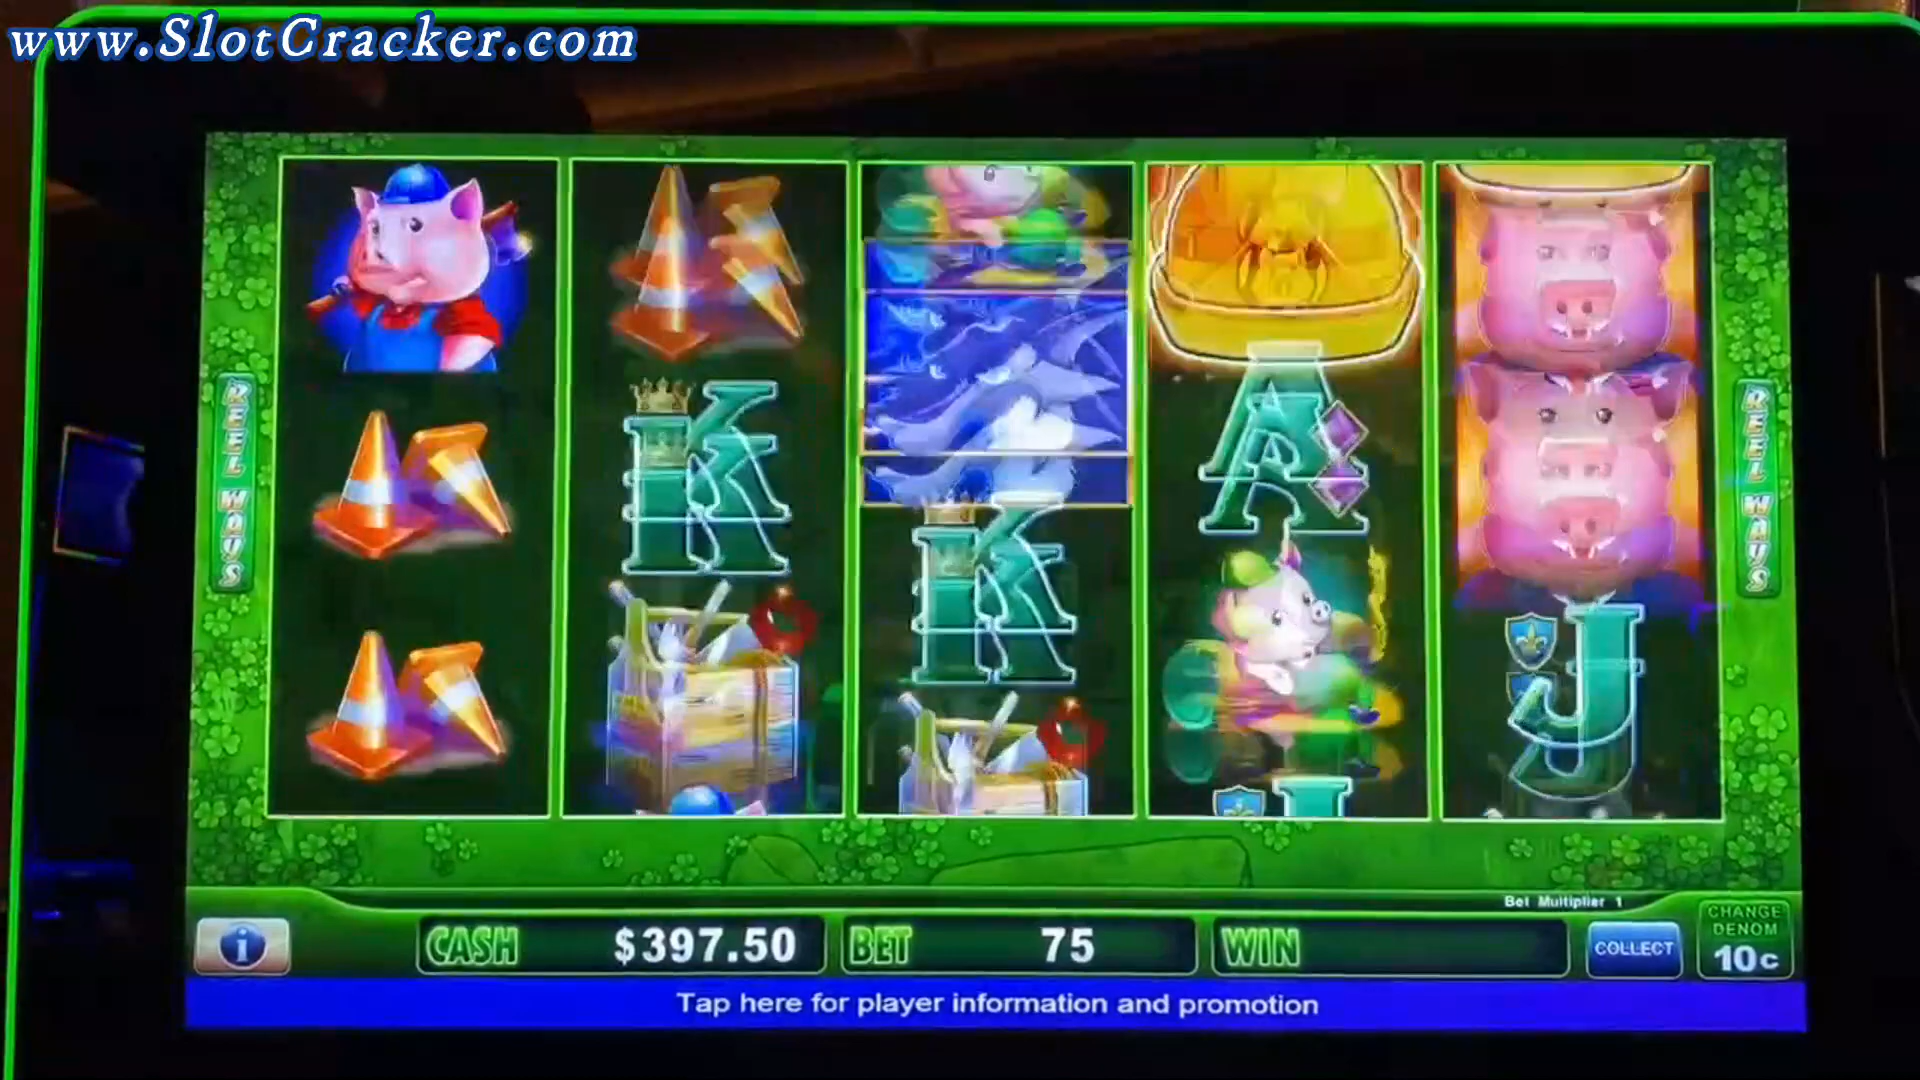 www.SlotCracker.com
REEL WAYS
REEL WAYS
K
K
A
J
J
Bet Multiplier 1
i
CASH $397.50
BET 75
WIN
COLLECT
CHANGE
DENOM
10c
Tap here for player information and promotion